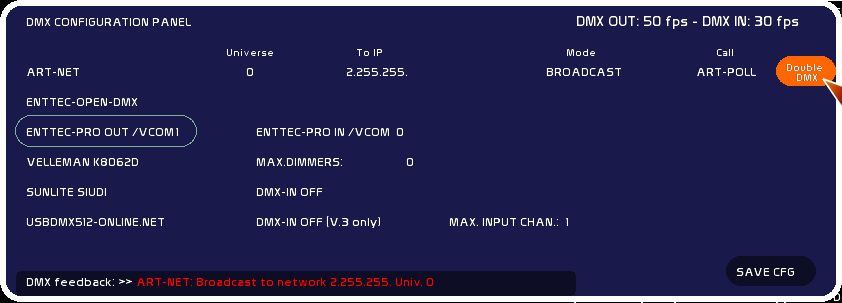 DMX CONFIGURATION PANEL DMX OUT: 50 fps - DMX IN: 30 fps
Universe To IP Mode Call
ART-NET 0 2.255.255. BROADCAST ART-POLL Double DMX
ENTTEC-OPEN-DMX
ENTTEC-PRO OUT /VCOM1 ENTTEC-PRO IN /VCOM 0
VELLEMAN K8062D MAX.DIMMERS: 0
SUNLITE SIUDI DMX-IN OFF
USBDMX512-ONLINE.NET DMX-IN OFF (V.3 only) MAX. INPUT CHAN.: 1
SAVE CFG
DMX feedback: >> ART-NET: Broadcast to network 2.255.255. Univ. 0